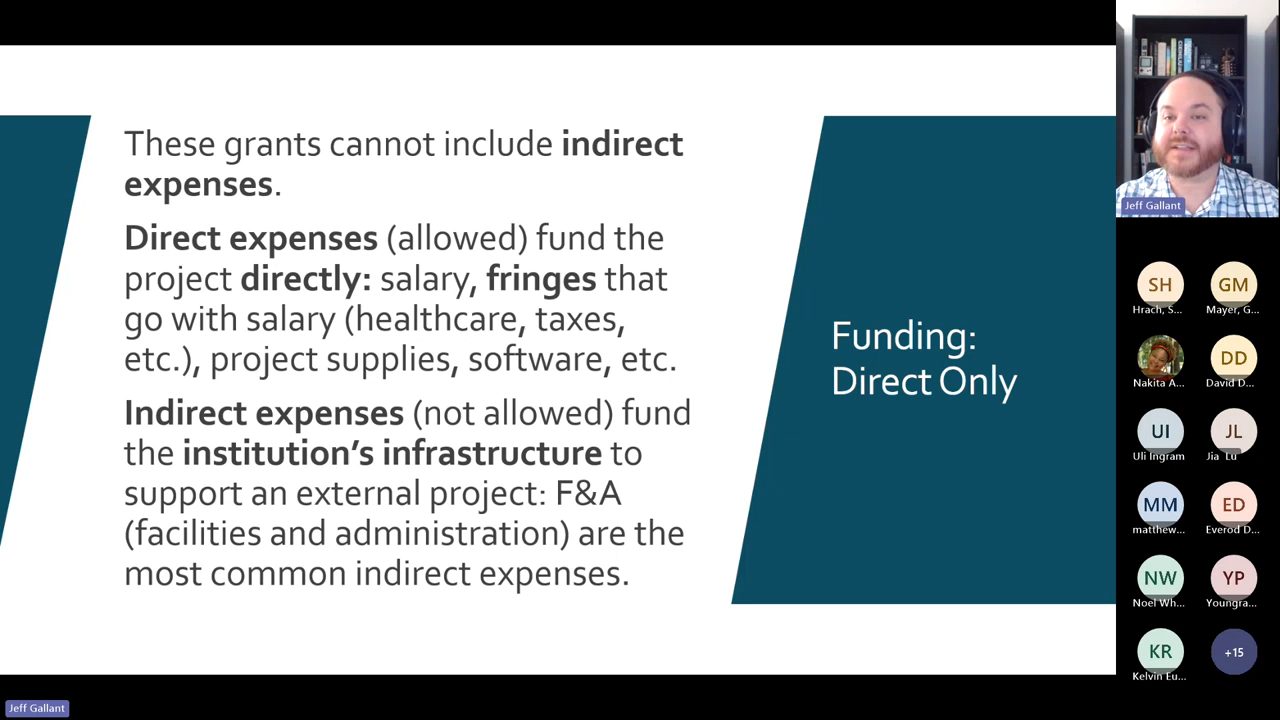 These grants cannot include indirect
expenses.
Direct expenses (allowed) fund the
project directly: salary, fringes that
go with salary (healthcare, taxes,
etc.), project supplies, software, etc.
Indirect expenses (not allowed) fund
the institution’s infrastructure to
support an external project: F&A
(facilities and administration) are the
most common indirect expenses.
Funding:
Direct Only
Jeff Gallant
SH
Hrach, S...
GM
Mayer, G...
Nakita A...
DD
David D...
UI
Uli Ingram
JL
Jia Lu
MM
matthew...
ED
Everod D...
NW
Noel Wh...
YP
Youngra...
KR
Kelvin Eu...
+15
Jeff Gallant